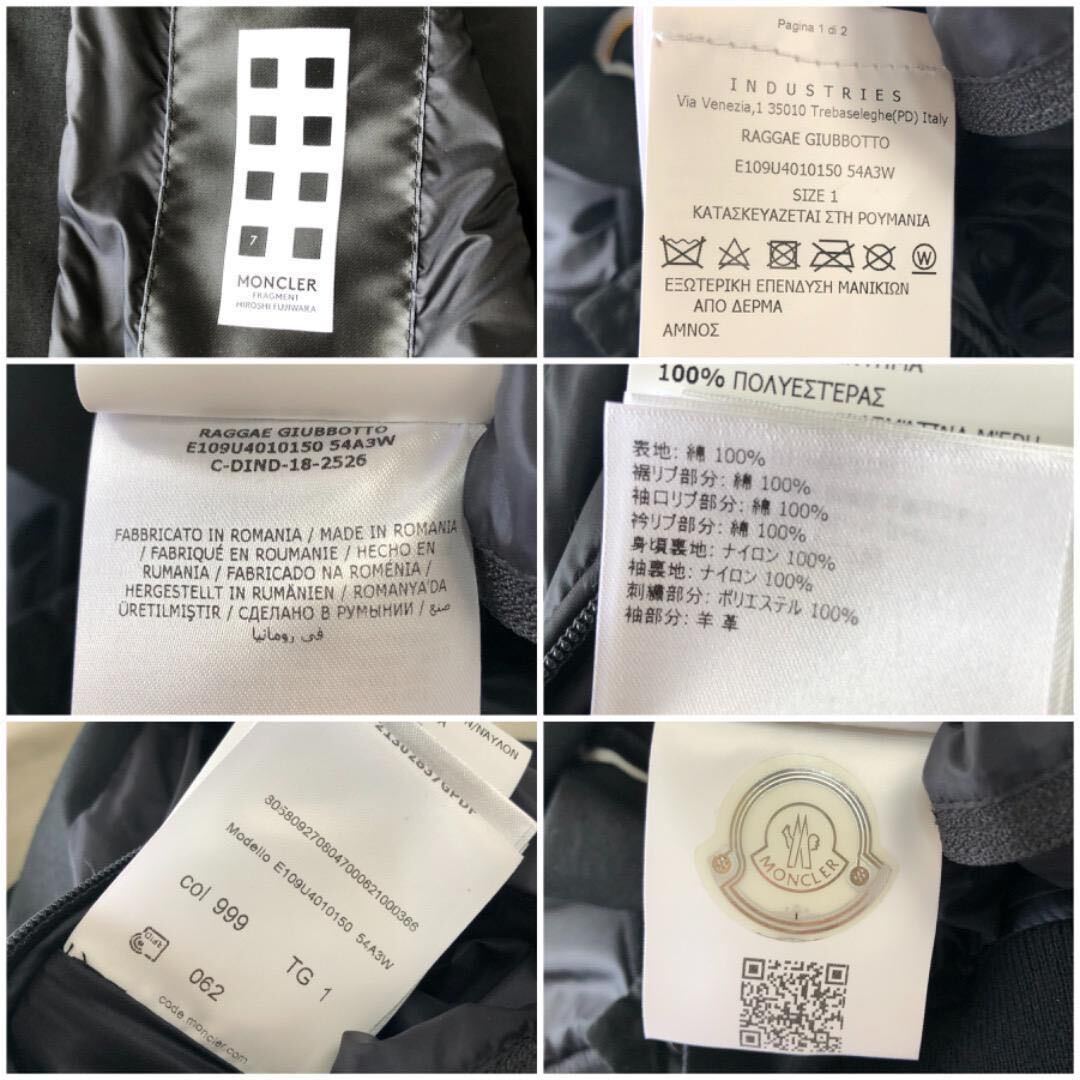 7
MONCLER
FRAGMENT
HIROSHI FUJIWARA
Pagina 1 di 2
INDUSTRIES
Via Venezia,1 35010 Trebaseleghe(PD) Italy
RAGGAE GIUBBOTTO
E109U4010150 54A3W
SIZE 1
ΚΑΤΑΣΚΕΥΑΖΕΤΑΙ ΣΤΗ ΡΟΥΜΑΝΙΑ
W
ΕΞΩΤΕΡΙΚΗ ΕΠΕΝΔΥΣΗ ΜΑΝΙΚΙΩΝ
ΑΠΟ ΔΕΡΜΑ
ΑΜΝΟΣ
RAGGAE GIUBBOTTO
E109U4010150 54A3W
C-DIND-18-2526
FABBRICATO IN ROMANIA / MADE IN ROMANIA
/ FABRIQUÉ EN ROUMANIE / HECHO EN
RUMANIA / FABRICADO NA ROMÉNIA /
HERGESTELLT IN RUMÄNIEN / ROMANYA'DA
ÜRETILMIŞTIR / СДЕЛАНО В РУМЫНИИ / صنع
في رومانيا
100% ΠΟΛΥΕΣΤΕΡΑΣ
表地: 綿 100%
裾リブ部分: 綿 100%
袖口リブ部分: 綿 100%
衿リブ部分: 綿 100%
身頃裏地: ナイロン 100%
袖裏地: ナイロン 100%
刺繍部分: ポリエステル 100%
袖部分: 羊 革
Ν/ΝΑΥΛΟΝ
3058092708047000621000366
Modello E109U4010150 54A3W
col 999
TG 1
062
code.moncler.com
MONCLER